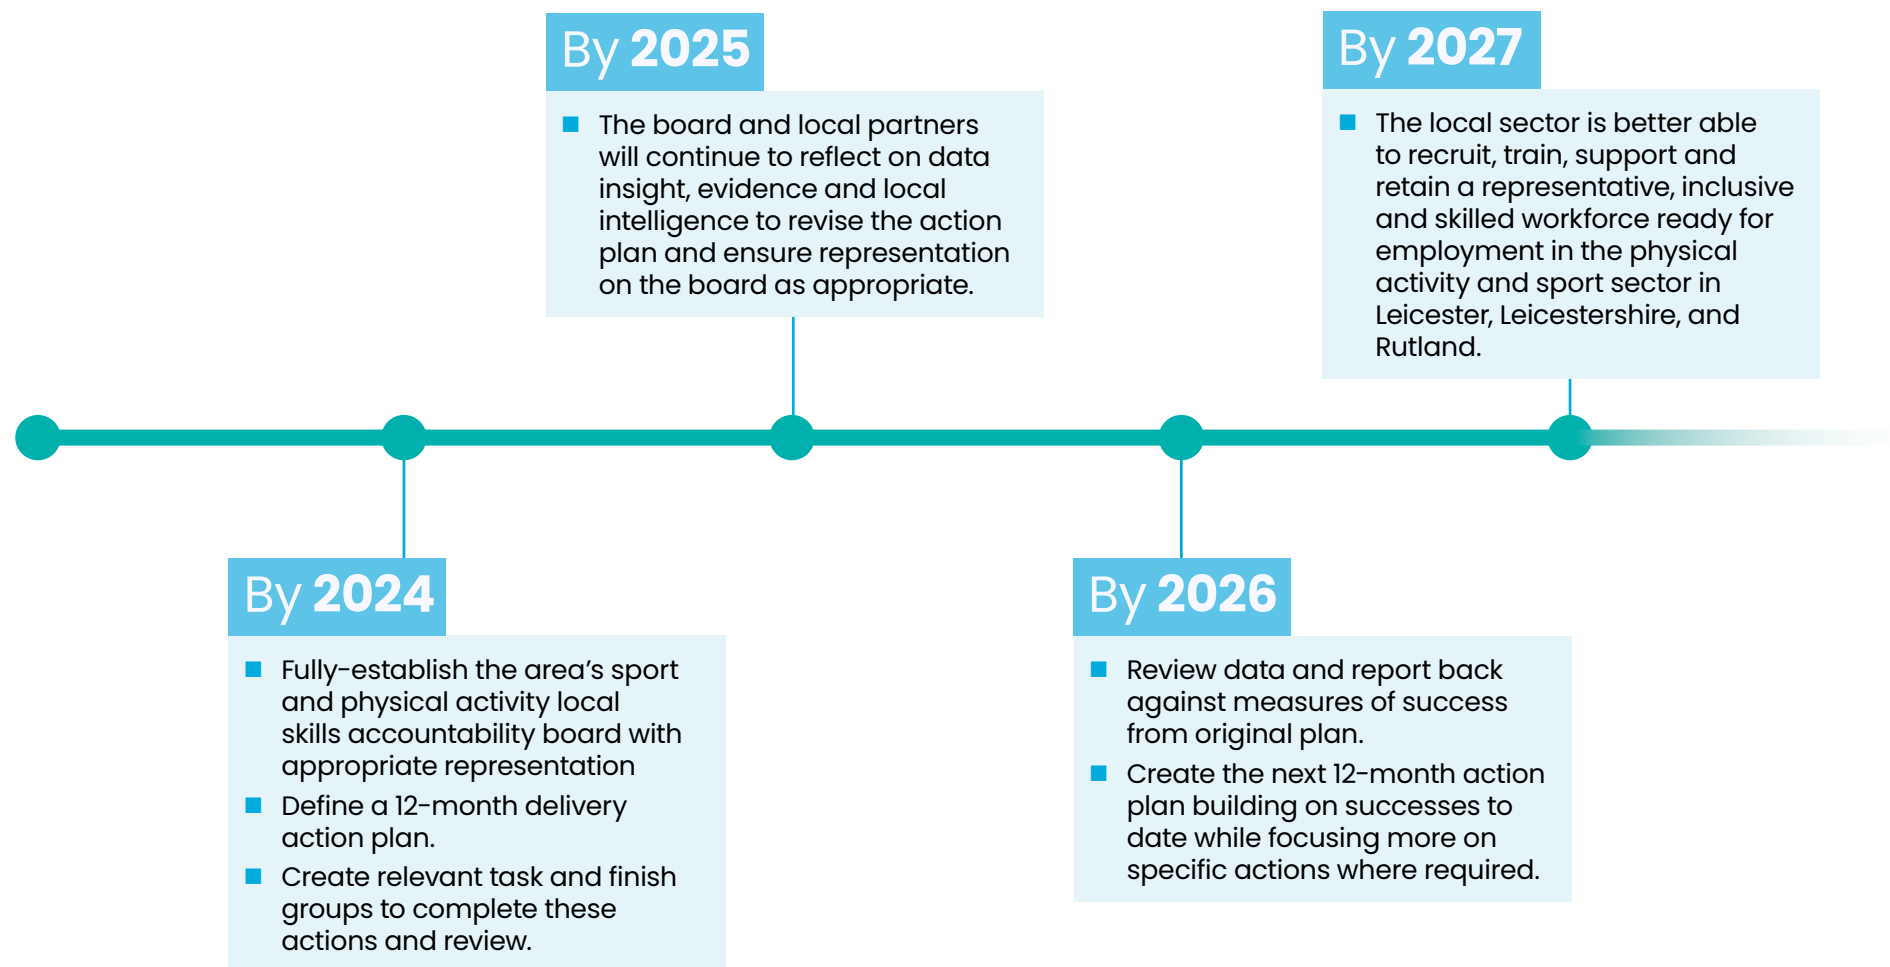 By 2025
The board and local partners
will continue to reflect on data
insight, evidence and local
intelligence to revise the action
plan and ensure representation
on the board as appropriate.
By 2027
The local sector is better able
to recruit, train, support and
retain a representative, inclusive
and skilled workforce ready for
employment in the physical
activity and sport sector in
Leicester, Leicestershire, and
Rutland.
By 2024
Fully-establish the area’s sport
and physical activity local
skills accountability board with
appropriate representation
Define a 12-month delivery
action plan.
Create relevant task and finish
groups to complete these
actions and review.
By 2026
Review data and report back
against measures of success
from original plan.
Create the next 12-month action
plan building on successes to
date while focusing more on
specific actions where required.